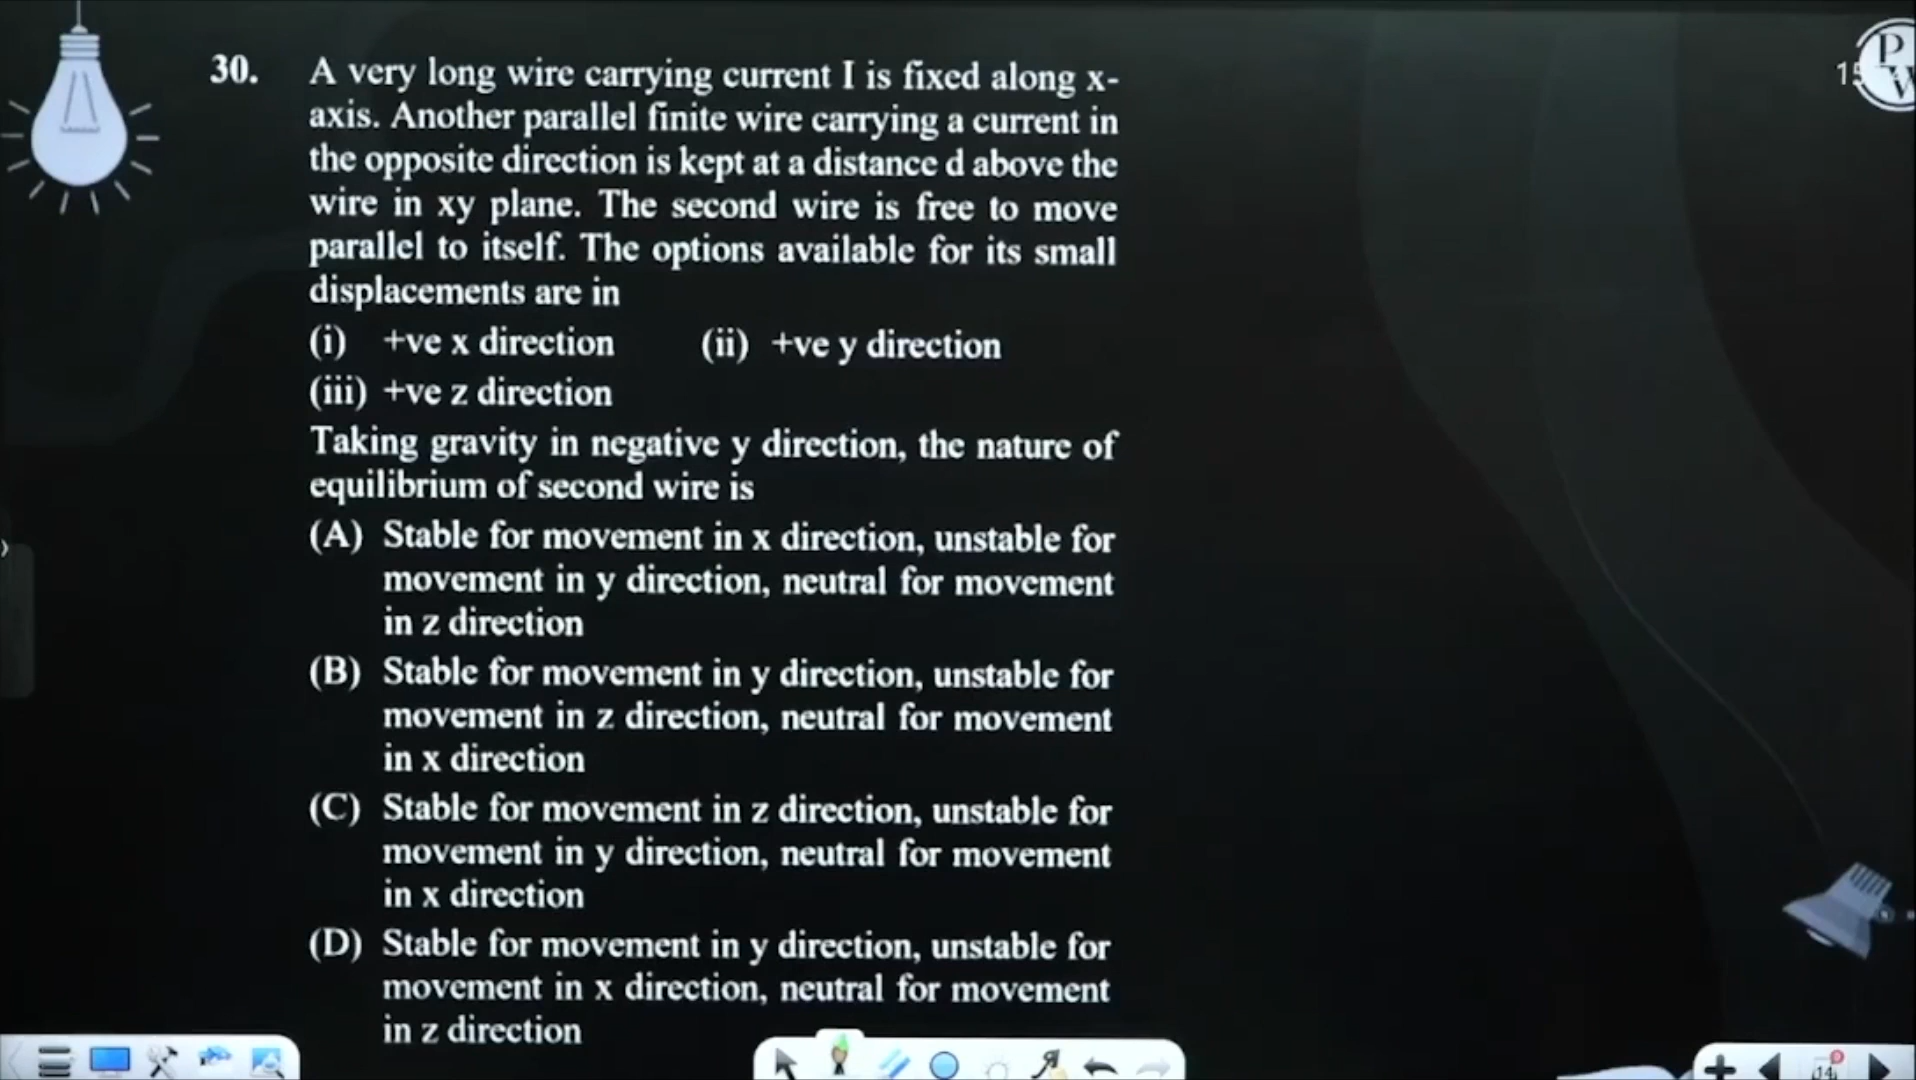 30. A very long wire carrying current I is fixed along x-
axis. Another parallel finite wire carrying a current in
the opposite direction is kept at a distance d above the
wire in xy plane. The second wire is free to move
parallel to itself. The options available for its small
displacements are in
(i) +ve x direction (ii) +ve y direction
(iii) +ve z direction
Taking gravity in negative y direction, the nature of
equilibrium of second wire is
(A) Stable for movement in x direction, unstable for
movement in y direction, neutral for movement
in z direction
(B) Stable for movement in y direction, unstable for
movement in z direction, neutral for movement
in x direction
(C) Stable for movement in z direction, unstable for
movement in y direction, neutral for movement
in x direction
(D) Stable for movement in y direction, unstable for
movement in x direction, neutral for movement
in z direction
P
W
14